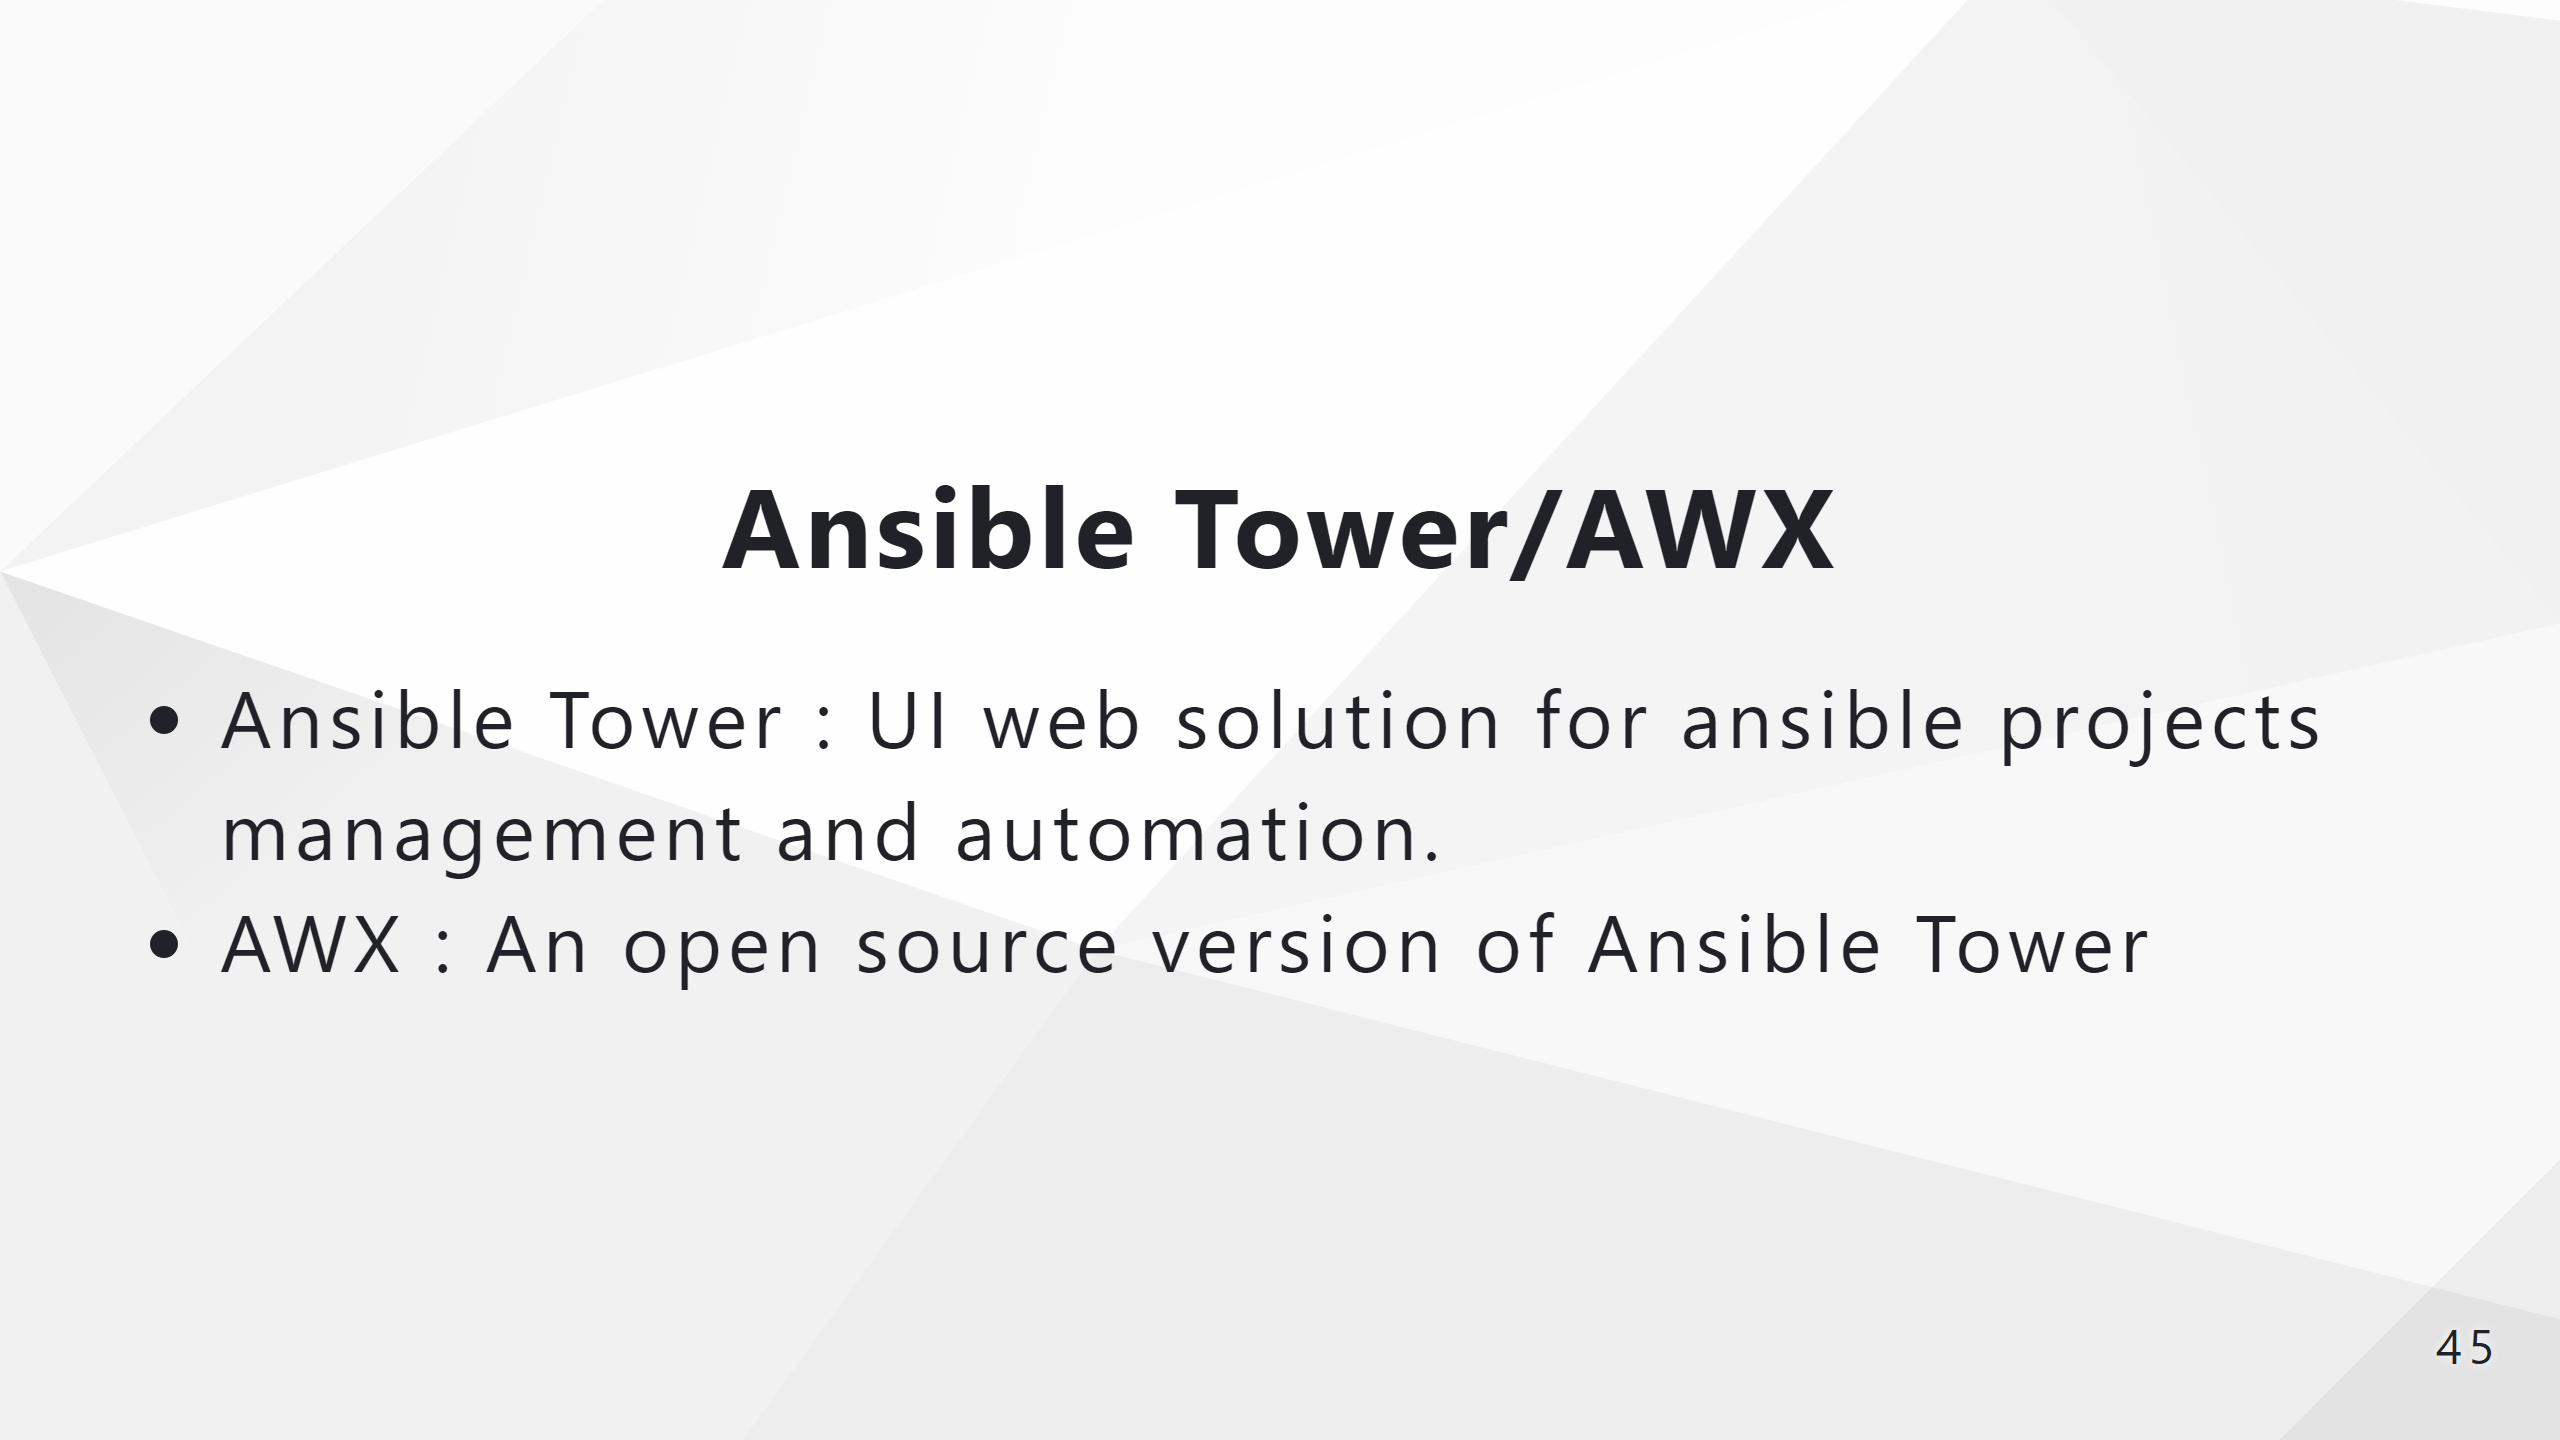 Ansible Tower/AWX
• Ansible Tower : UI web solution for ansible projects
management and automation.
• AWX : An open source version of Ansible Tower
45